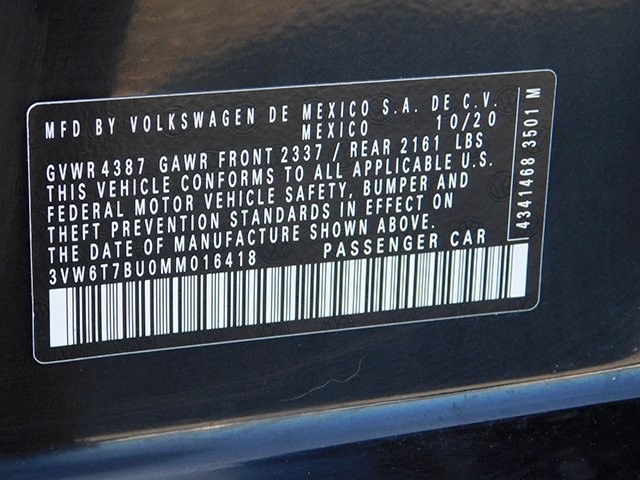 MFD BY VOLKSWAGEN DE MEXICO S.A. DE C.V.
MEXICO 10/20
GVWR 4387 GAWR FRONT 2337 / REAR 2161 LBS
THIS VEHICLE CONFORMS TO ALL APPLICABLE U.S.
FEDERAL MOTOR VEHICLE SAFETY, BUMPER AND
THEFT PREVENTION STANDARDS IN EFFECT ON
THE DATE OF MANUFACTURE SHOWN ABOVE.
3VW6T7BU0MM016418 PASSENGER CAR
4341468 3501 M